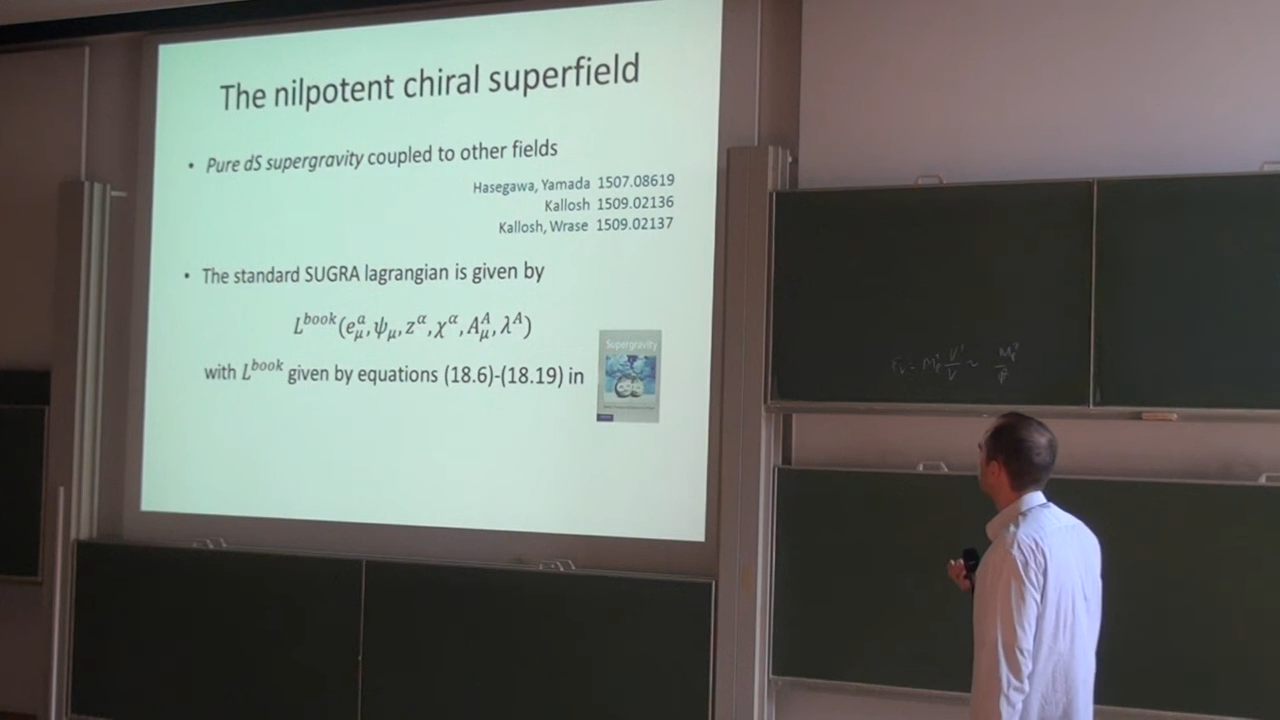 The nilpotent chiral superfield
• Pure dS supergravity coupled to other fields
Hasegawa, Yamada 1507.08619
Kallosh 1509.02136
Kallosh, Wrase 1509.02137
• The standard SUGRA lagrangian is given by
L^{book}(e_μ^a, ψ_μ, z^α, χ^α, A_μ^A, λ^A)
with L^{book} given by equations (18.6)-(18.19) in
Supergravity